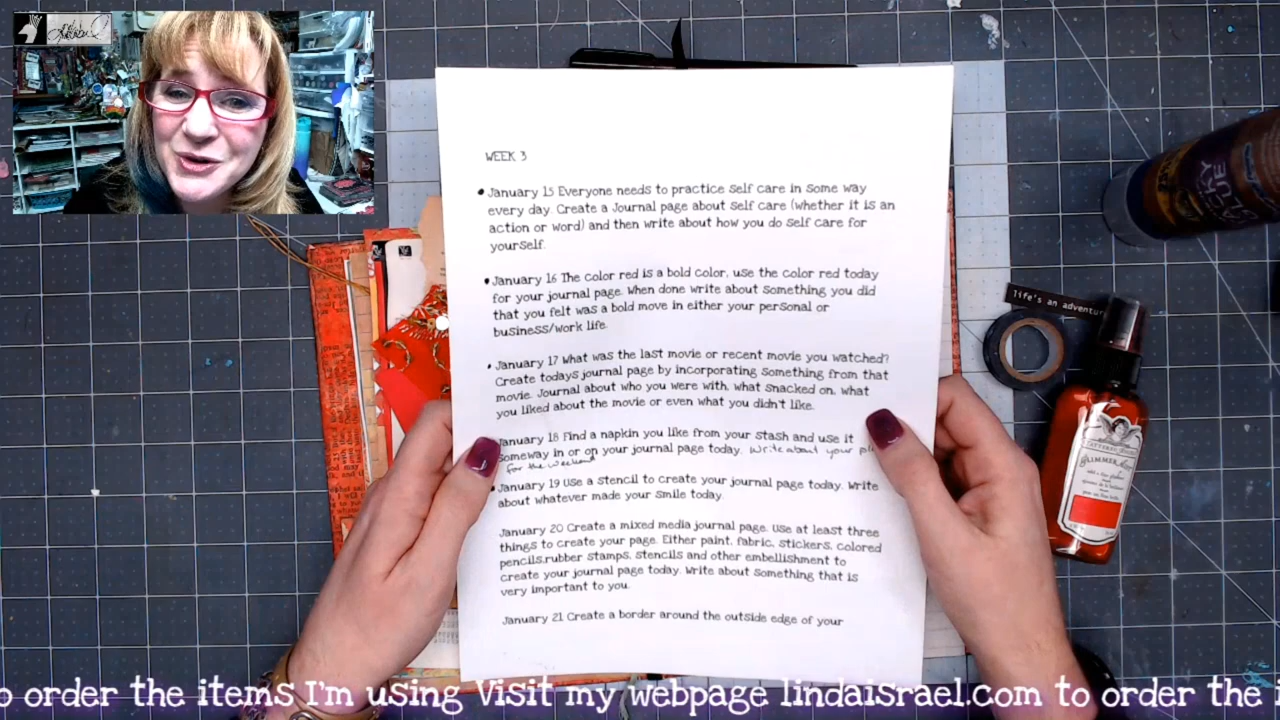 WEEK 3
January 15 Everyone needs to practice self care in some way
every day. Create a Journal page about self care (whether it is an
action or word) and then write about how you do self care for
yourself.
January 16 The color red is a bold color, use the color red today
for your journal page. When done write about something you did
that you felt was a bold move in either your personal or
business/work life.
January 17 What was the last movie or recent movie you watched?
Create todays journal page by incorporating something from that
movie. Journal about who you were with, what snacked on, what
you liked about the movie or even what you didn't like.
January 18 Find a napkin you like from your stash and use it
someway in or on your journal page today. Write about your
for the weekend
January 19 Use a stencil to create your journal page today. Write
about whatever made your smile today.
January 20 Create a mixed media journal page. Use at least three
things to create your page. Either paint, fabric, stickers, colored
pencils,rubber stamps, stencils and other embellishment to
create your journal page today. Write about something that is
very important to you.
January 21 Create a border around the outside edge of your
life's an adventure
GLIMMER
GLUE
o order the items I'm using Visit my webpage lindaisrael.com to order the i